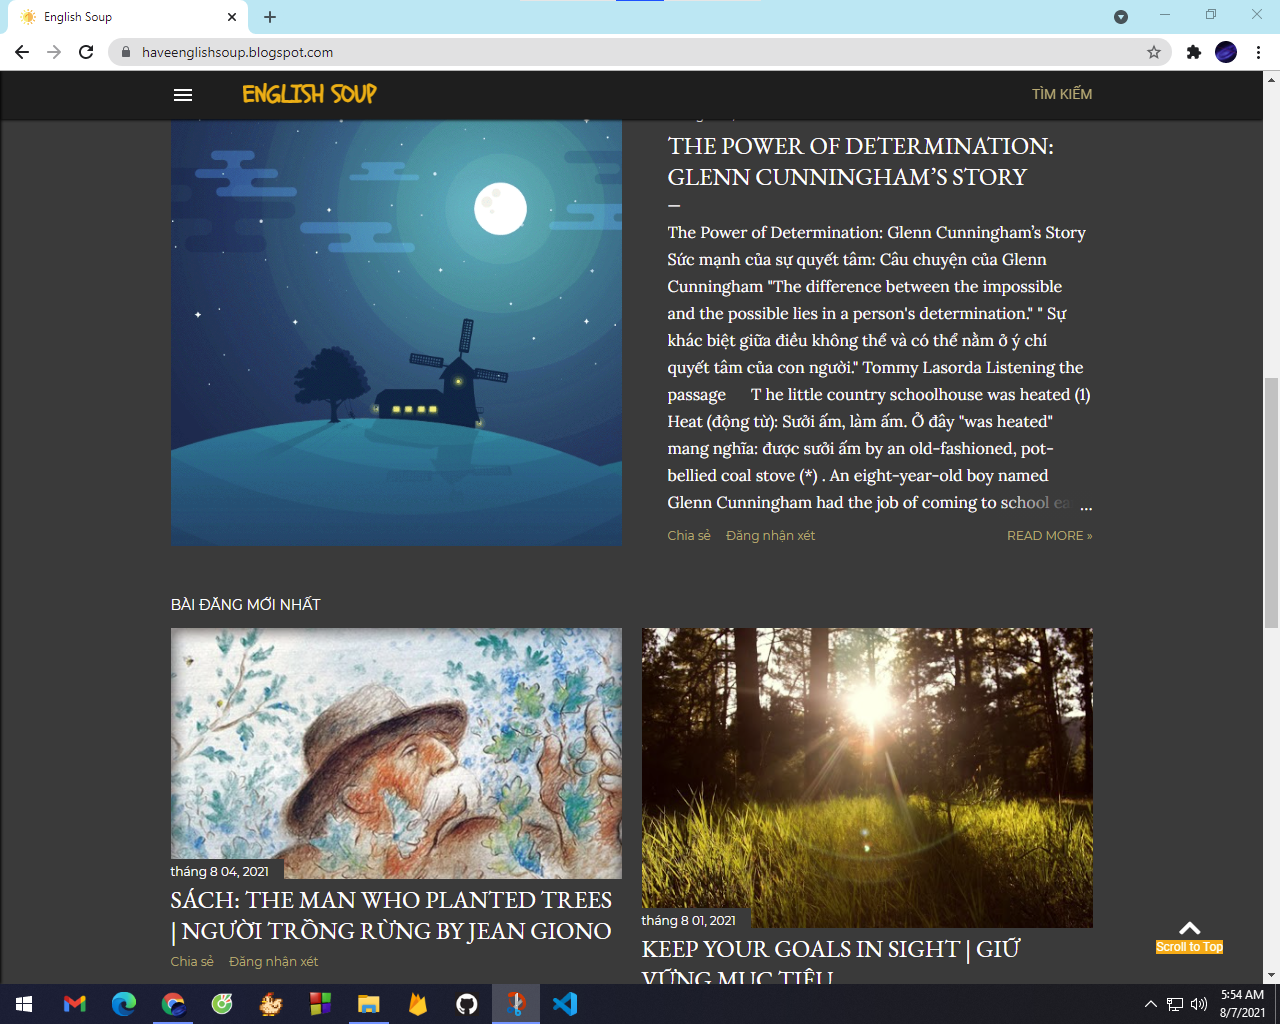 English Soup
haveenglishsoup.blogspot.com
ENGLISH SOUP
TÌM KIẾM
THE POWER OF DETERMINATION:
GLENN CUNNINGHAM'S STORY
The Power of Determination: Glenn Cunningham's Story
Sức mạnh của sự quyết tâm: Câu chuyện của Glenn
Cunningham "The difference between the impossible
and the possible lies in a person's determination." " Sự
khác biệt giữa điều không thể và có thể nằm ở ý chí
quyết tâm của con người." Tommy Lasorda Listening the
passage T he little country schoolhouse was heated (1)
Heat (động từ): Sưởi ấm, làm ấm. Ở đây "was heated"
mang nghĩa: được sưởi ấm by an old-fashioned, pot-
bellied coal stove (*) . An eight-year-old boy named
Glenn Cunningham had the job of coming to school ea ...
Chia sẻ Đăng nhận xét READ MORE »
BÀI ĐĂNG MỚI NHẤT
tháng 8 04, 2021
SÁCH: THE MAN WHO PLANTED TREES
| NGƯỜI TRỒNG RỪNG BY JEAN GIONO
Chia sẻ Đăng nhận xét
tháng 8 01, 2021
KEEP YOUR GOALS IN SIGHT | GIỮ
VỮNG MỤC TIÊU
Scroll to Top
5:54 AM
8/7/2021